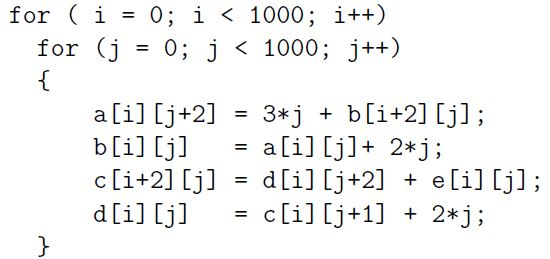 for ( i = 0; i < 1000; i++)
  for (j = 0; j < 1000; j++)
  {
      a[i][j+2] = 3*j + b[i+2][j];
      b[i][j]   = a[i][j]+ 2*j;
      c[i+2][j] = d[i][j+2] + e[i][j];
      d[i][j]   = c[i][j+1] + 2*j;
  }